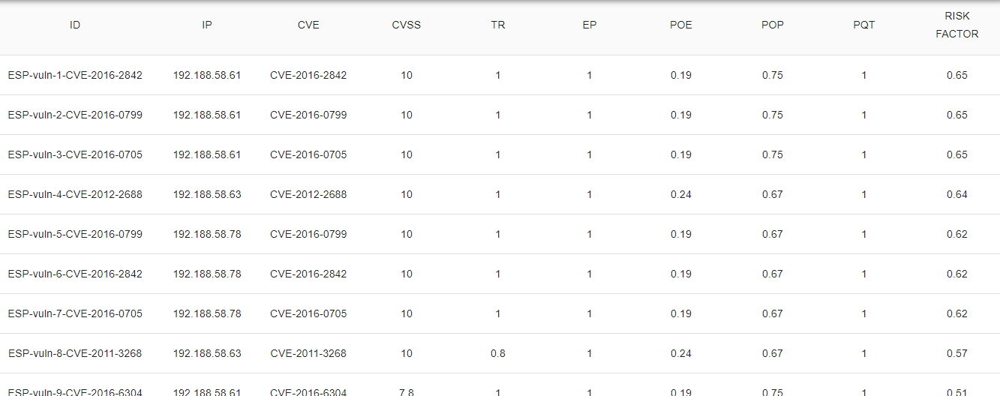 ID IP CVE CVSS TR EP POE POP PQT RISK FACTOR
ESP-vuln-1-CVE-2016-2842 192.188.58.61 CVE-2016-2842 10 1 1 0.19 0.75 1 0.65
ESP-vuln-2-CVE-2016-0799 192.188.58.61 CVE-2016-0799 10 1 1 0.19 0.75 1 0.65
ESP-vuln-3-CVE-2016-0705 192.188.58.61 CVE-2016-0705 10 1 1 0.19 0.75 1 0.65
ESP-vuln-4-CVE-2012-2688 192.188.58.63 CVE-2012-2688 10 1 1 0.24 0.67 1 0.64
ESP-vuln-5-CVE-2016-0799 192.188.58.78 CVE-2016-0799 10 1 1 0.19 0.67 1 0.62
ESP-vuln-6-CVE-2016-2842 192.188.58.78 CVE-2016-2842 10 1 1 0.19 0.67 1 0.62
ESP-vuln-7-CVE-2016-0705 192.188.58.78 CVE-2016-0705 10 1 1 0.19 0.67 1 0.62
ESP-vuln-8-CVE-2011-3268 192.188.58.63 CVE-2011-3268 10 0.8 1 0.24 0.67 1 0.57
ESP-vuln-9-CVE-2016-6304 192.188.58.61 CVE-2016-6304 7.8 1 1 0.19 0.75 1 0.51